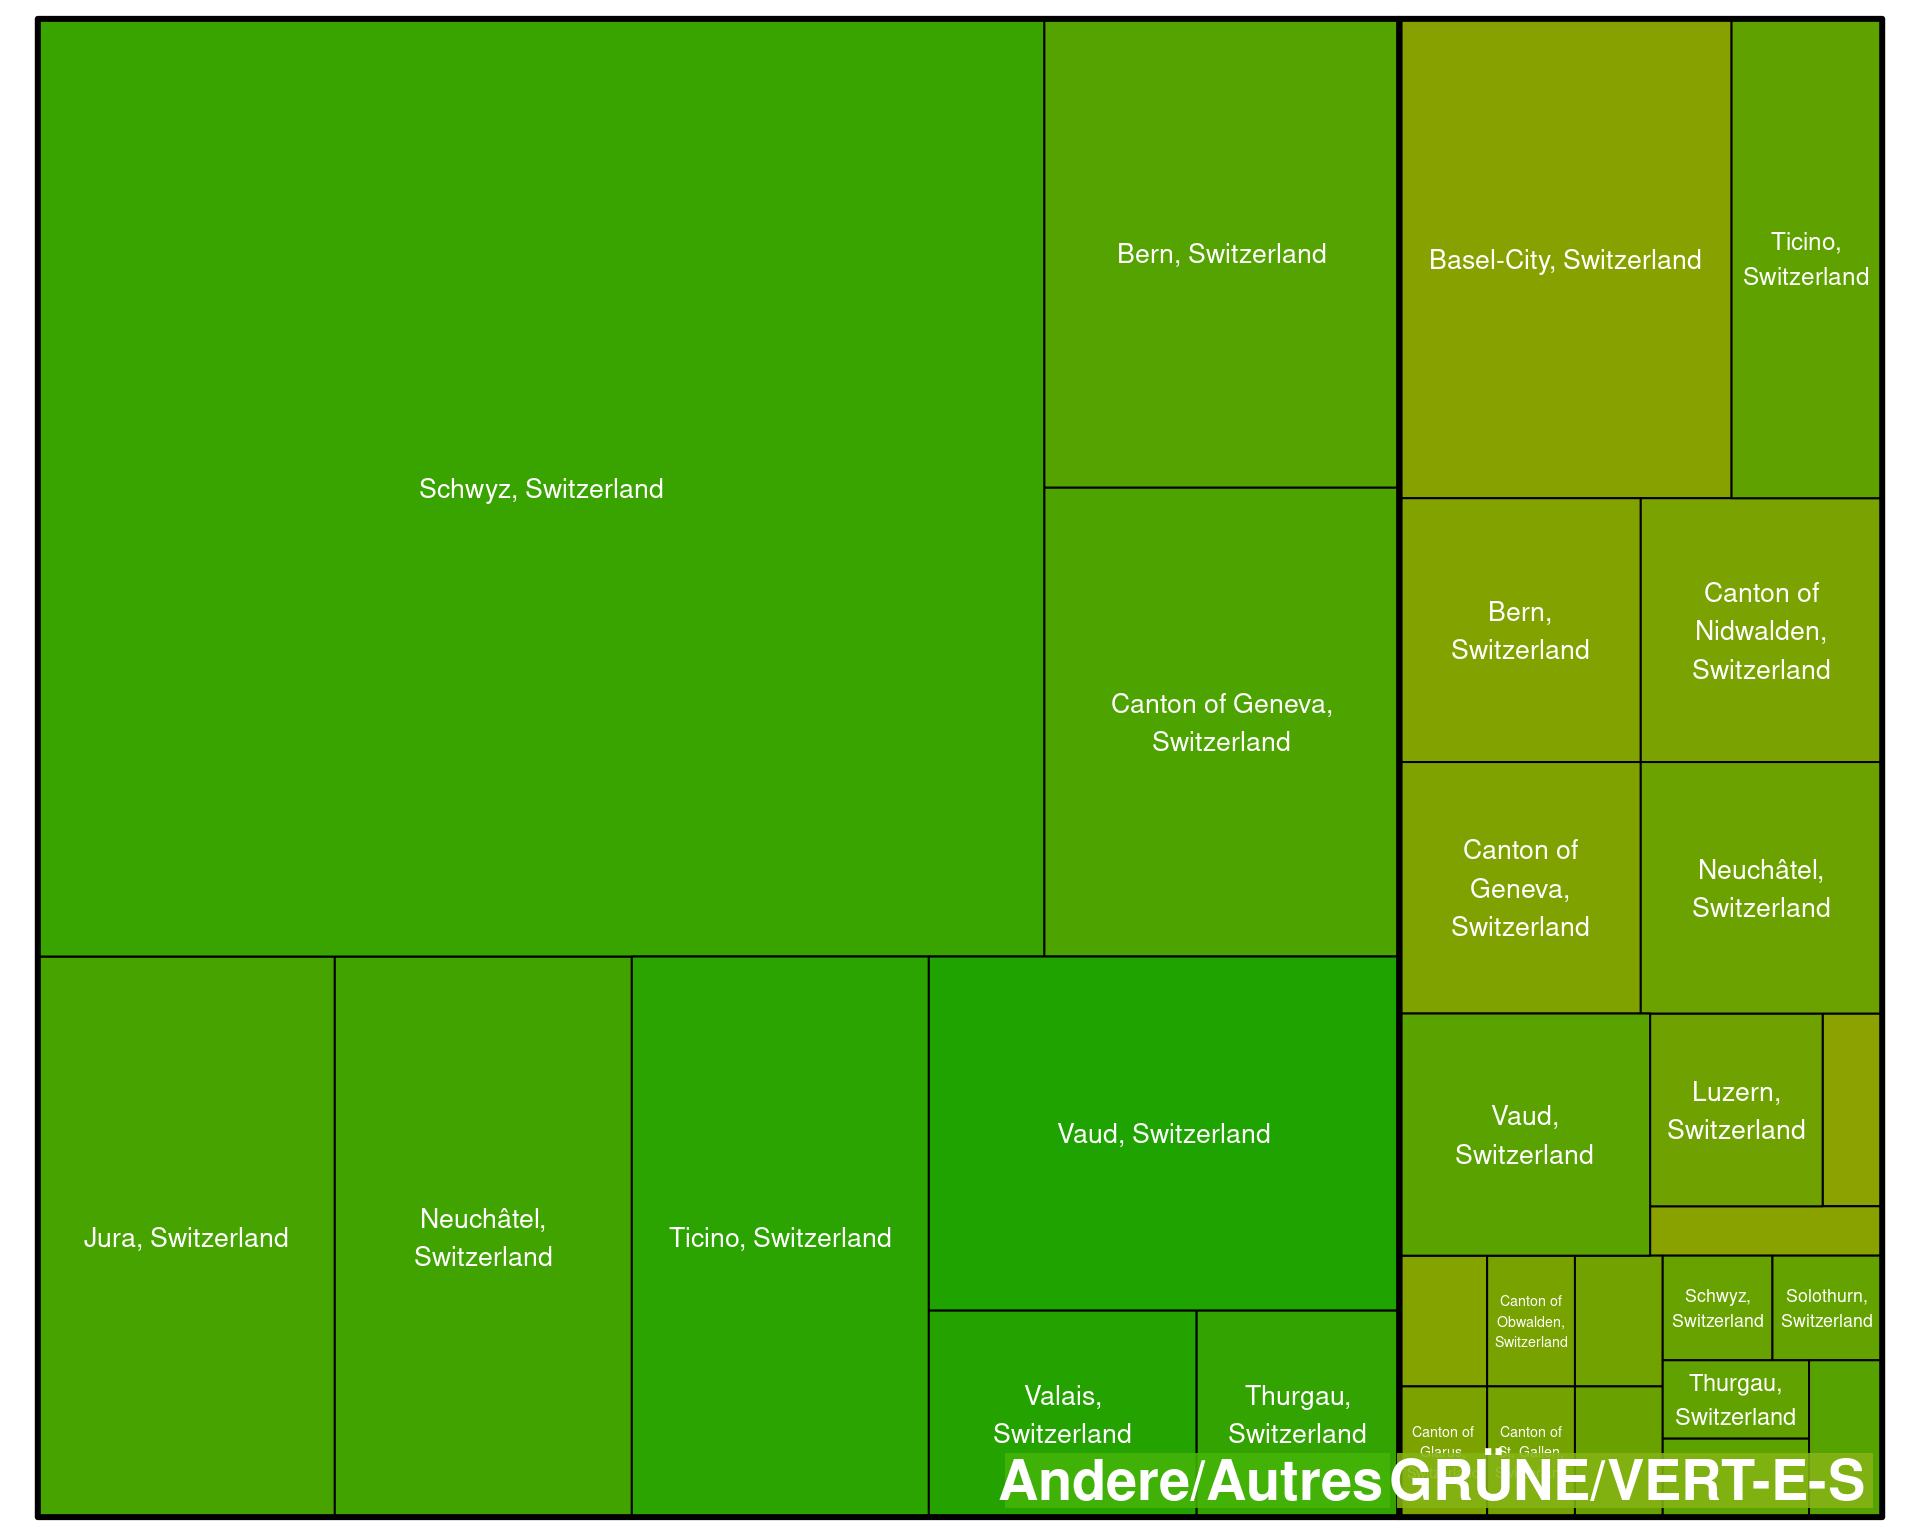 Schwyz, Switzerland
Bern, Switzerland
Canton of Geneva,
Switzerland
Jura, Switzerland
Neuchâtel,
Switzerland
Ticino, Switzerland
Vaud, Switzerland
Valais,
Switzerland
Thurgau,
Switzerland
Andere/Autres
Basel-City, Switzerland
Ticino,
Switzerland
Bern,
Switzerland
Canton of
Nidwalden,
Switzerland
Canton of
Geneva,
Switzerland
Neuchâtel,
Switzerland
Vaud,
Switzerland
Luzern,
Switzerland
Canton of
Obwalden,
Switzerland
Schwyz,
Switzerland
Solothurn,
Switzerland
Thurgau,
Switzerland
Canton of
Glarus,
Canton of
St. Gallen,
GRÜNE/VERT-E-S